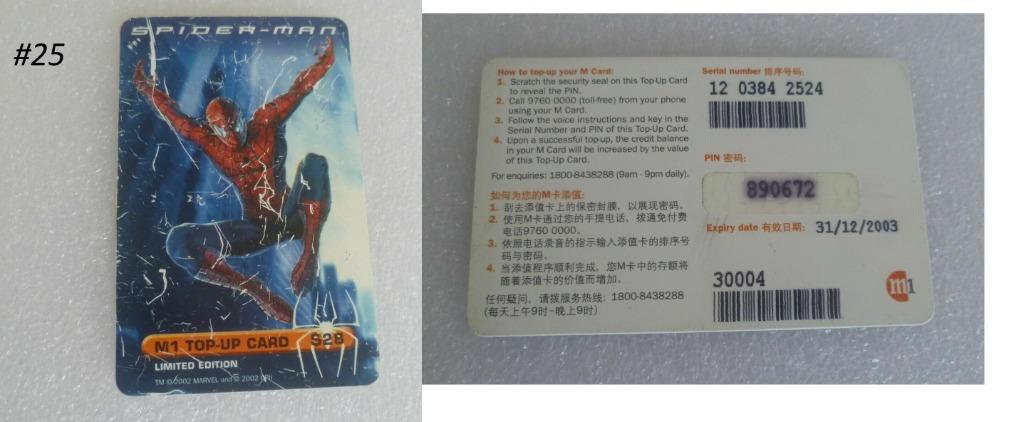 #25
SPIDER-MAN
M1 TOP-UP CARD $28
LIMITED EDITION
TM © 2002 MARVEL and © 2002
How to top-up your M Card:
1. Scratch the security seal on this Top-Up Card
to reveal the PIN.
2. Call 9760 0000 (toll-free) from your phone
using your M Card.
3. Follow the voice instructions and key in the
Serial Number and PIN of this Top-Up Card.
4. Upon a successful top-up, the credit balance
in your M Card will be increased by the value
of this Top-Up Card.
For enquiries: 1800-8438288 (9am - 9pm daily).
如何为您的M卡添值:
1. 刮去添值卡上的保密封膜，以展现密码。
2. 使用M卡通过您的手提电话，拨通免付费
电话9760 0000。
3. 依照电话录音的指示输入添值卡的排序号
码与密码。
4. 当添值程序顺利完成，您M卡中的存额将
随着添值卡的价值而增加。
任何疑问，请拨服务热线: 1800-8438288
(每天上午9时-晚上9时)
Serial number 排序号码:
12 0384 2524
PIN 密码:
890672
Expiry date 有效日期: 31/12/2003
30004
m1